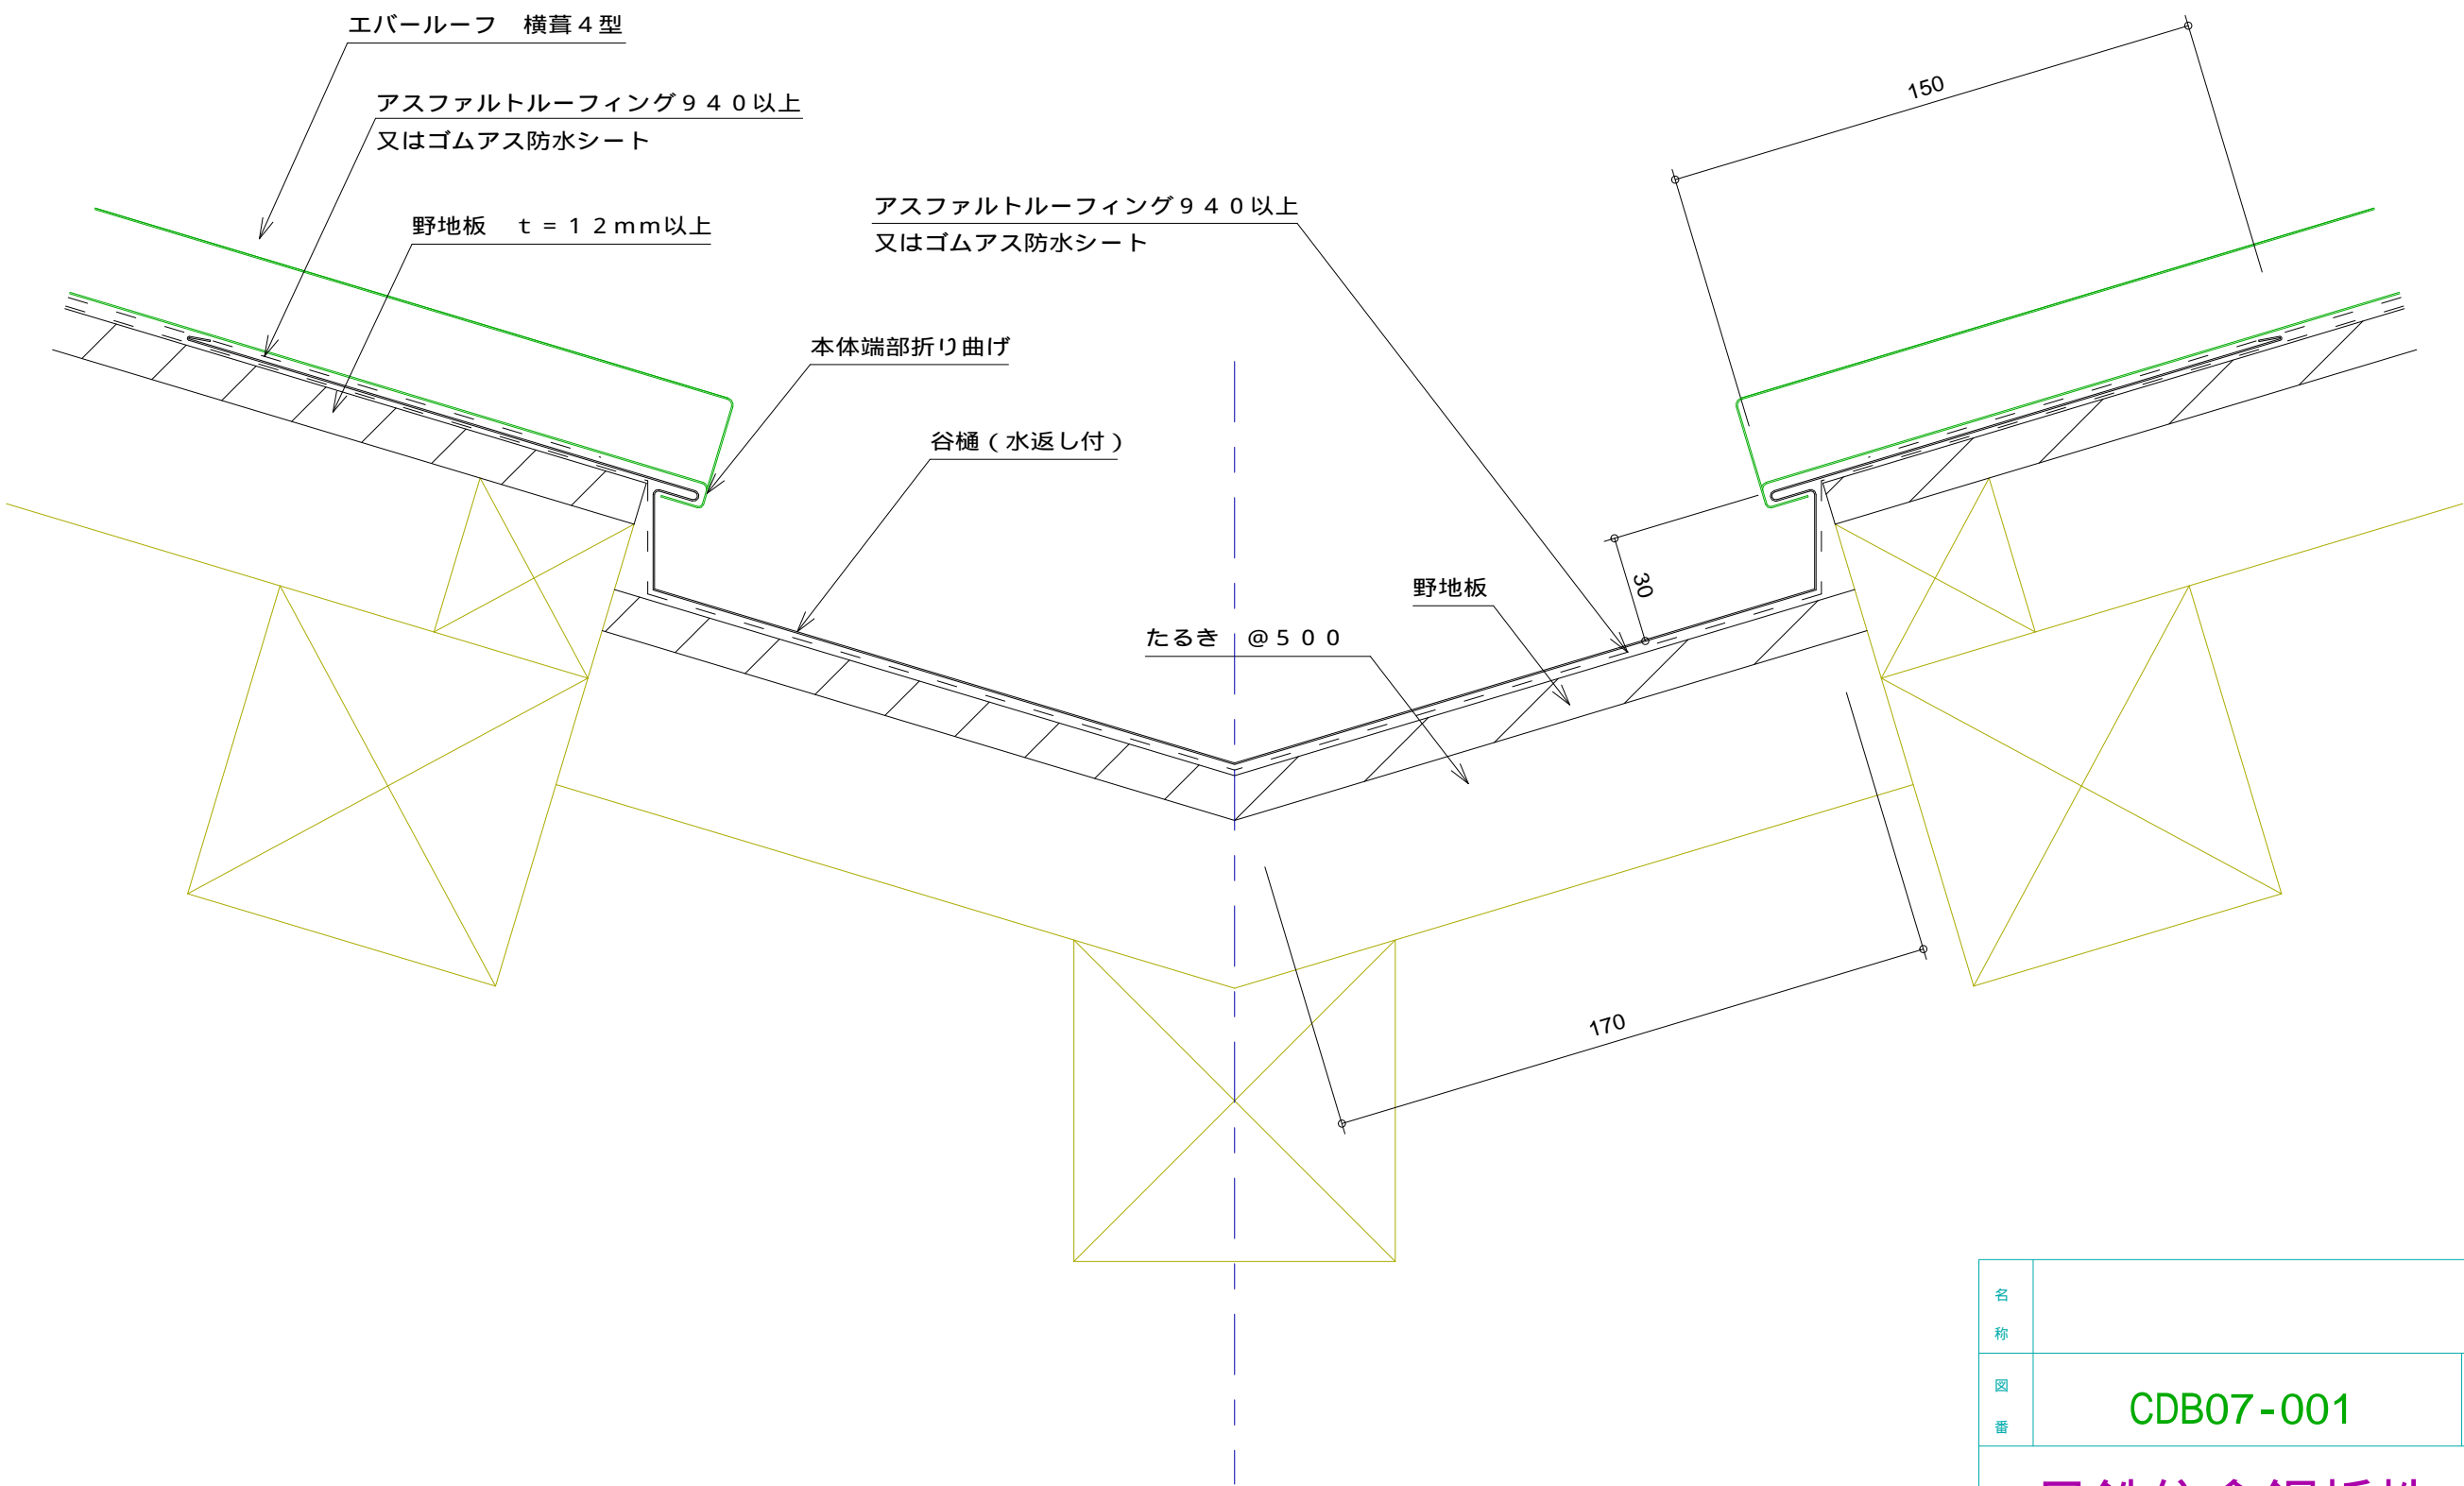 エバールーフ　横葺４型
アスファルトルーフィング９４０以上
又はゴムアス防水シート
野地板　ｔ＝１２ｍｍ以上
アスファルトルーフィング９４０以上
又はゴムアス防水シート
150
本体端部折り曲げ
谷樋（水返し付）
野地板
30
たるき　＠５００
170
名称
図番
CDB07-001